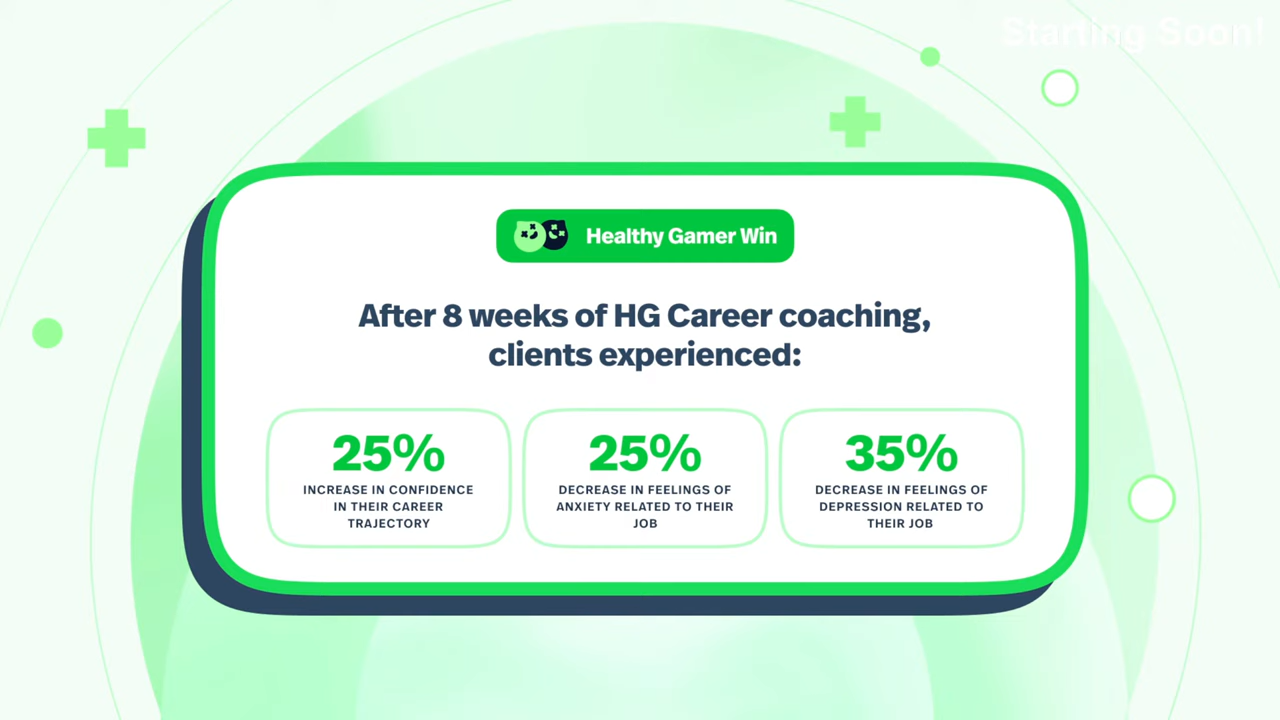 Starting Soon!
Healthy Gamer Win
After 8 weeks of HG Career coaching,
clients experienced:
25%
INCREASE IN CONFIDENCE
IN THEIR CAREER
TRAJECTORY
25%
DECREASE IN FEELINGS OF
ANXIETY RELATED TO THEIR
JOB
35%
DECREASE IN FEELINGS OF
DEPRESSION RELATED TO
THEIR JOB